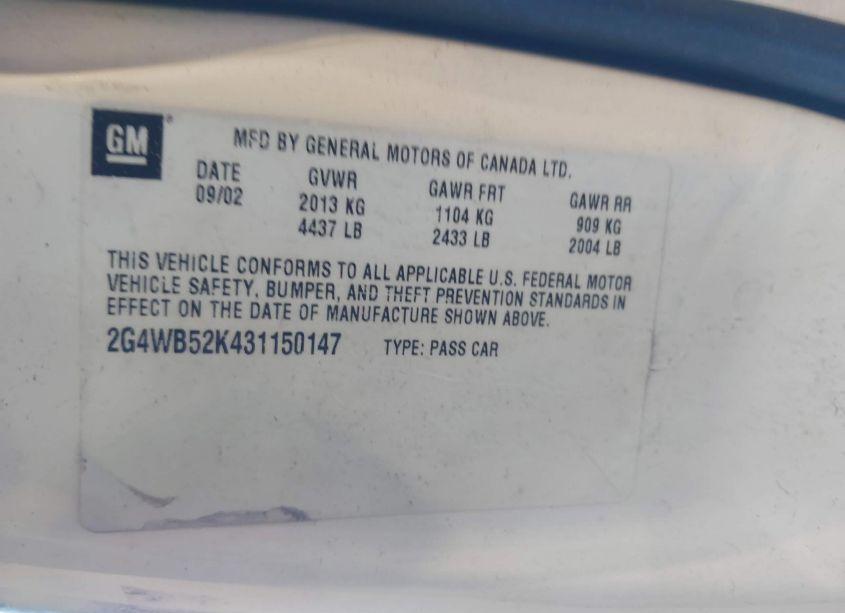 GM
MFD BY GENERAL MOTORS OF CANADA LTD.
DATE GVWR GAWR FRT GAWR RR
09/02 2013 KG 1104 KG 909 KG
4437 LB 2433 LB 2004 LB
THIS VEHICLE CONFORMS TO ALL APPLICABLE U.S. FEDERAL MOTOR
VEHICLE SAFETY, BUMPER, AND THEFT PREVENTION STANDARDS IN
EFFECT ON THE DATE OF MANUFACTURE SHOWN ABOVE.
2G4WB52K431150147 TYPE: PASS CAR